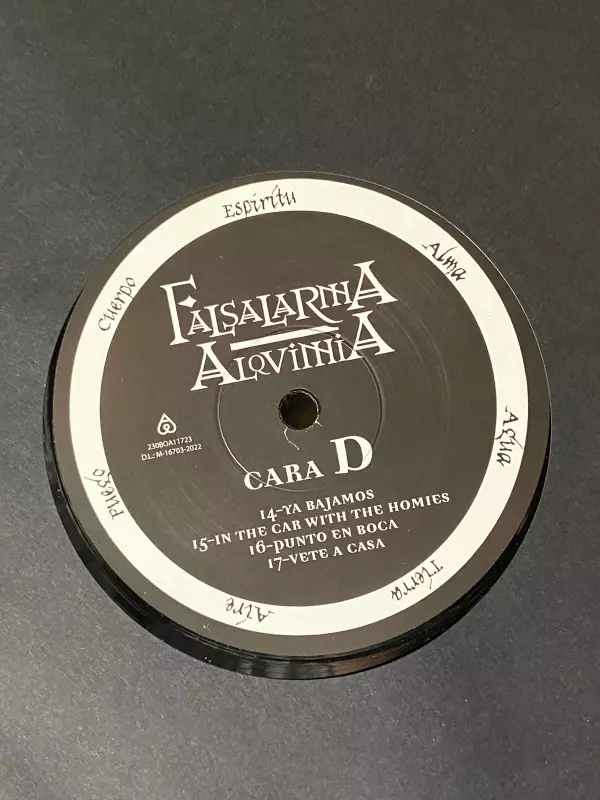 Espíritu
Alma
Agua
Tierra
Aire
Fuego
Cuerpo
FALSALARMA
ALQVIMIA
230BOA11723
D.L.: M-16703-2022
CARA D
14-YA BAJAMOS
15-IN THE CAR WITH THE HOMIES
16-PUNTO EN BOCA
17-VETE A CASA